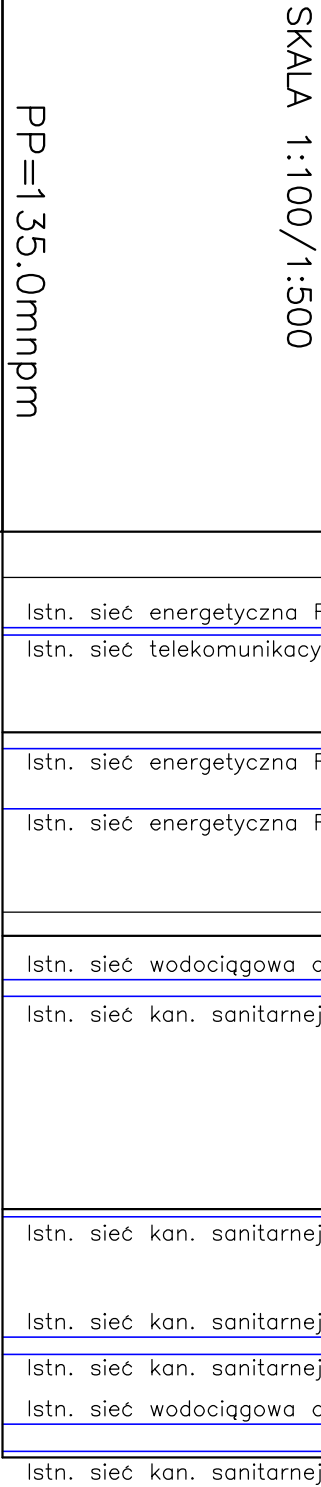 SKALA 1:100/1:500
PP=135.0mnpm
Istn. sieć energetyczna
Istn. sieć telekomunikacy
Istn. sieć energetyczna
Istn. sieć energetyczna
Istn. sieć wodociągowa
Istn. sieć kan. sanitarnej
Istn. sieć kan. sanitarnej
Istn. sieć kan. sanitarnej
Istn. sieć kan. sanitarnej
Istn. sieć wodociągowa
Istn. sieć kan. sanitarnej